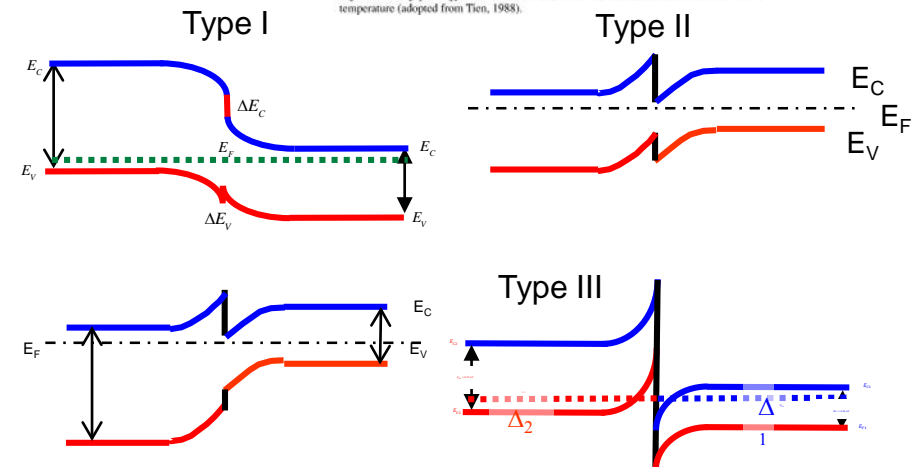 temperature (adopted from Tien, 1988).
Type I
Type II
E_C
ΔE_C
E_F
E_C
E_V
ΔE_V
E_V
E_C
E_F
E_V
E_C
E_F
E_V
Type III
Δ_2
Δ
1